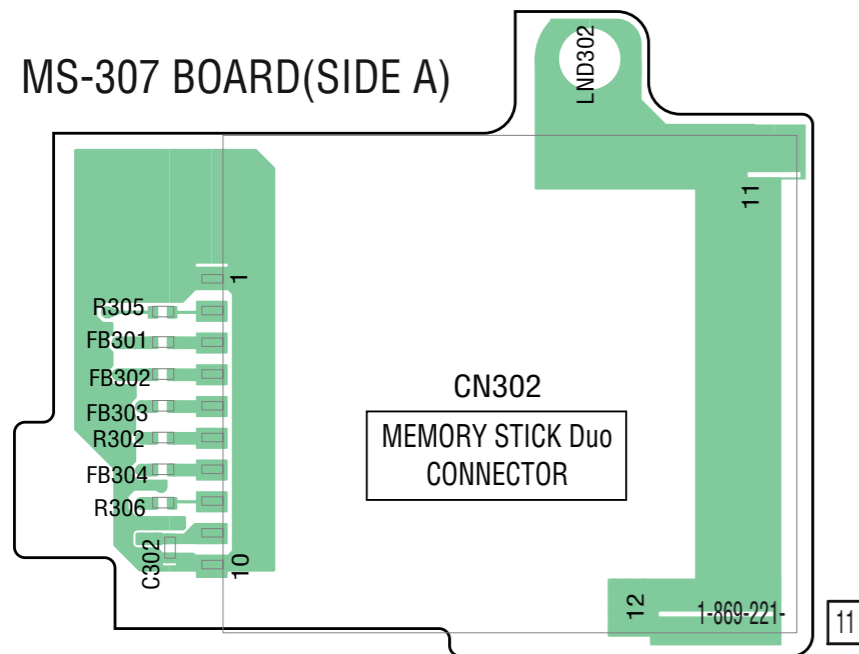 MS-307 BOARD(SIDE A)
LND302
11
1
R305
FB301
FB302
CN302
FB303
MEMORY STICK Duo
R302
CONNECTOR
FB304
R306
C302
10
12
1-869-221-
11